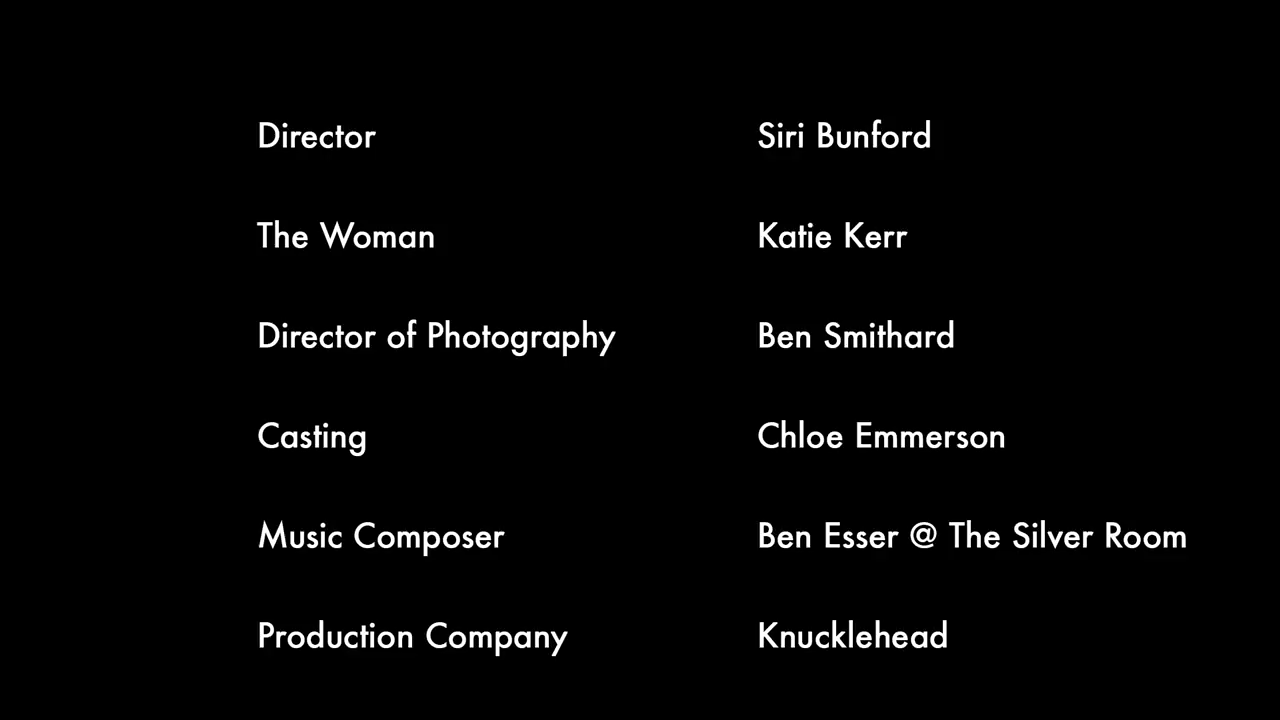 Director Siri Bunford
The Woman Katie Kerr
Director of Photography Ben Smithard
Casting Chloe Emmerson
Music Composer Ben Esser @ The Silver Room
Production Company Knucklehead